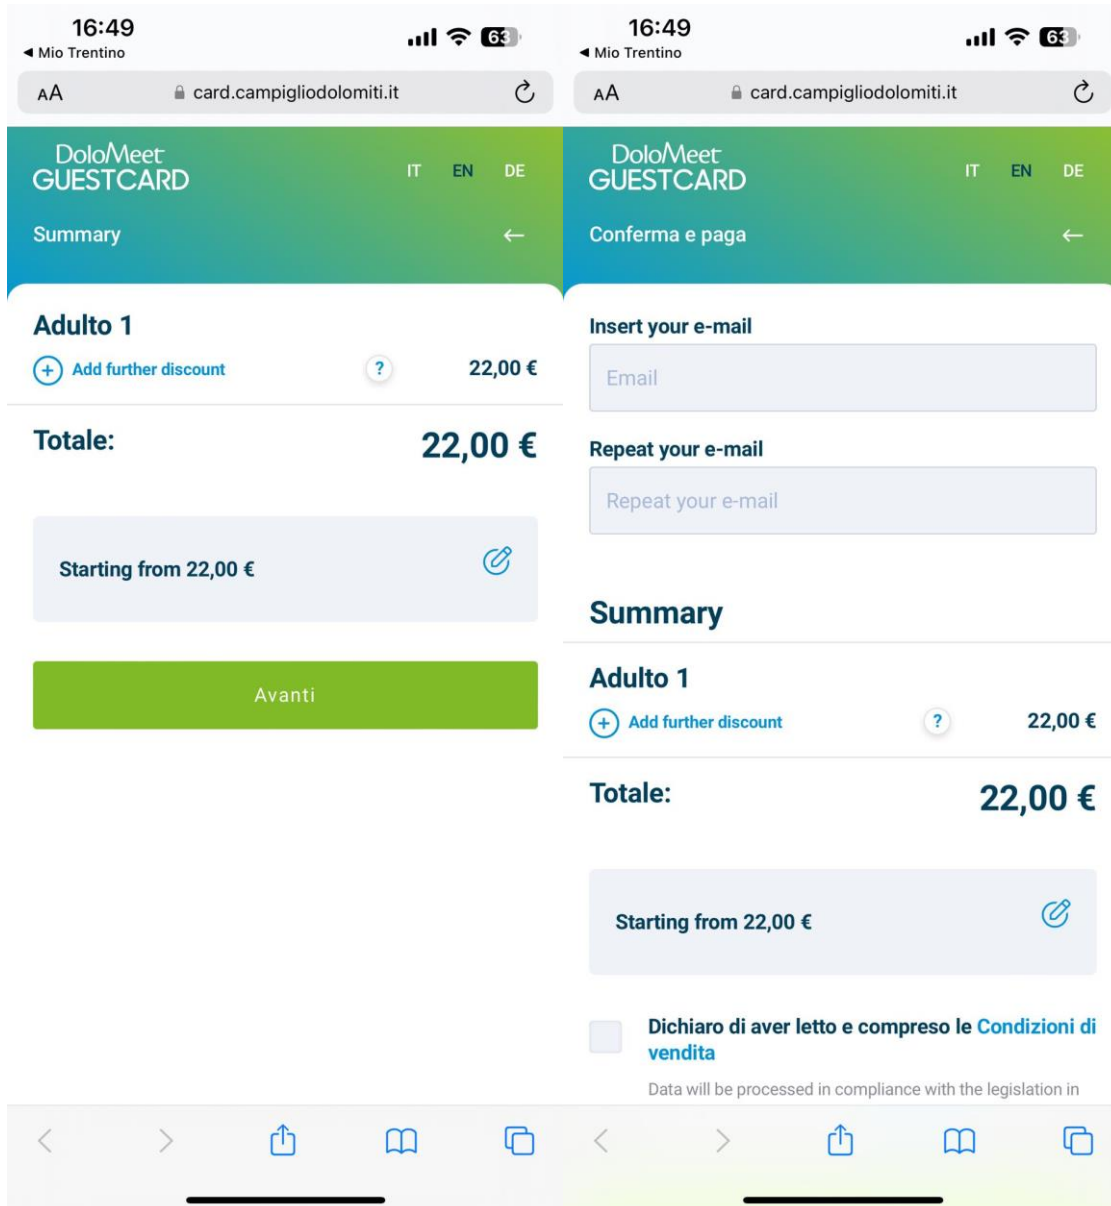 16:49
63
◀ Mio Trentino
AA card.campigliodolomiti.it
DoloMeet
GUESTCARD
IT EN DE
Summary
Adulto 1
Add further discount ? 22,00 €
Totale: 22,00 €
Starting from 22,00 €
Avanti
16:49
63
◀ Mio Trentino
AA card.campigliodolomiti.it
DoloMeet
GUESTCARD
IT EN DE
Conferma e paga
Insert your e-mail
Email
Repeat your e-mail
Repeat your e-mail
Summary
Adulto 1
Add further discount ? 22,00 €
Totale: 22,00 €
Starting from 22,00 €
Dichiaro di aver letto e compreso le Condizioni di
vendita
Data will be processed in compliance with the legislation in